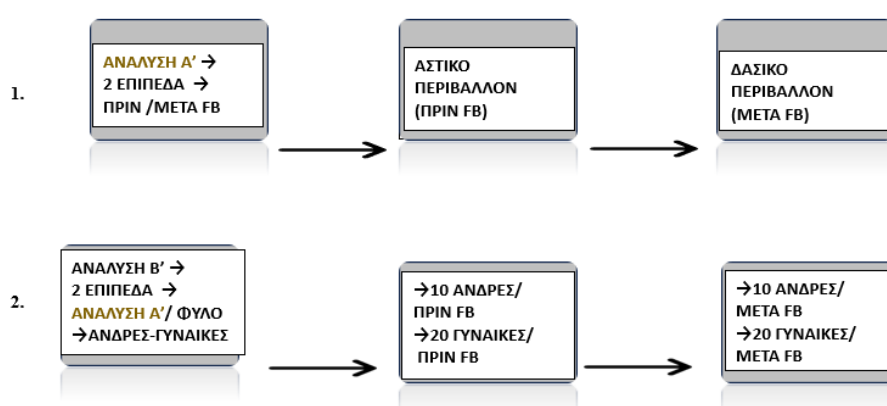 1.
ΑΝΑΛΥΣΗ Α’ →
2 ΕΠΙΠΕΔΑ →
ΠΡΙΝ /ΜΕΤΑ FB
ΑΣΤΙΚΟ
ΠΕΡΙΒΑΛΛΟΝ
(ΠΡΙΝ FB)
ΔΑΣΙΚΟ
ΠΕΡΙΒΑΛΛΟΝ
(ΜΕΤΑ FB)
2.
ΑΝΑΛΥΣΗ Β’ →
2 ΕΠΙΠΕΔΑ →
ΑΝΑΛΥΣΗ Α’/ ΦΥΛΟ
→ΑΝΔΡΕΣ-ΓΥΝΑΙΚΕΣ
→10 ΑΝΔΡΕΣ/
ΠΡΙΝ FB
→20 ΓΥΝΑΙΚΕΣ/
ΠΡΙΝ FB
→10 ΑΝΔΡΕΣ/
ΜΕΤΑ FB
→20 ΓΥΝΑΙΚΕΣ/
ΜΕΤΑ FB